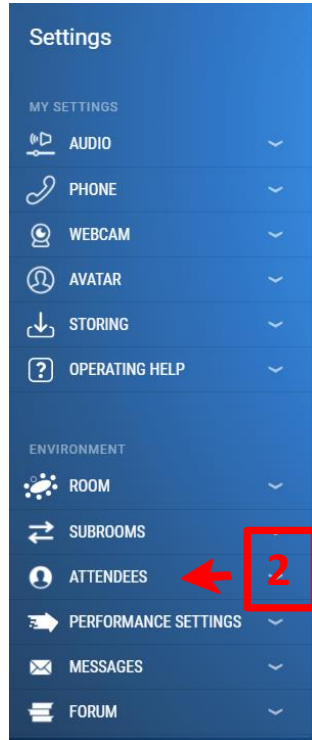 Settings
MY SETTINGS
AUDIO
PHONE
WEBCAM
AVATAR
STORING
OPERATING HELP
ENVIRONMENT
ROOM
SUBROOMS
ATTENDEES 2
PERFORMANCE SETTINGS
MESSAGES
FORUM